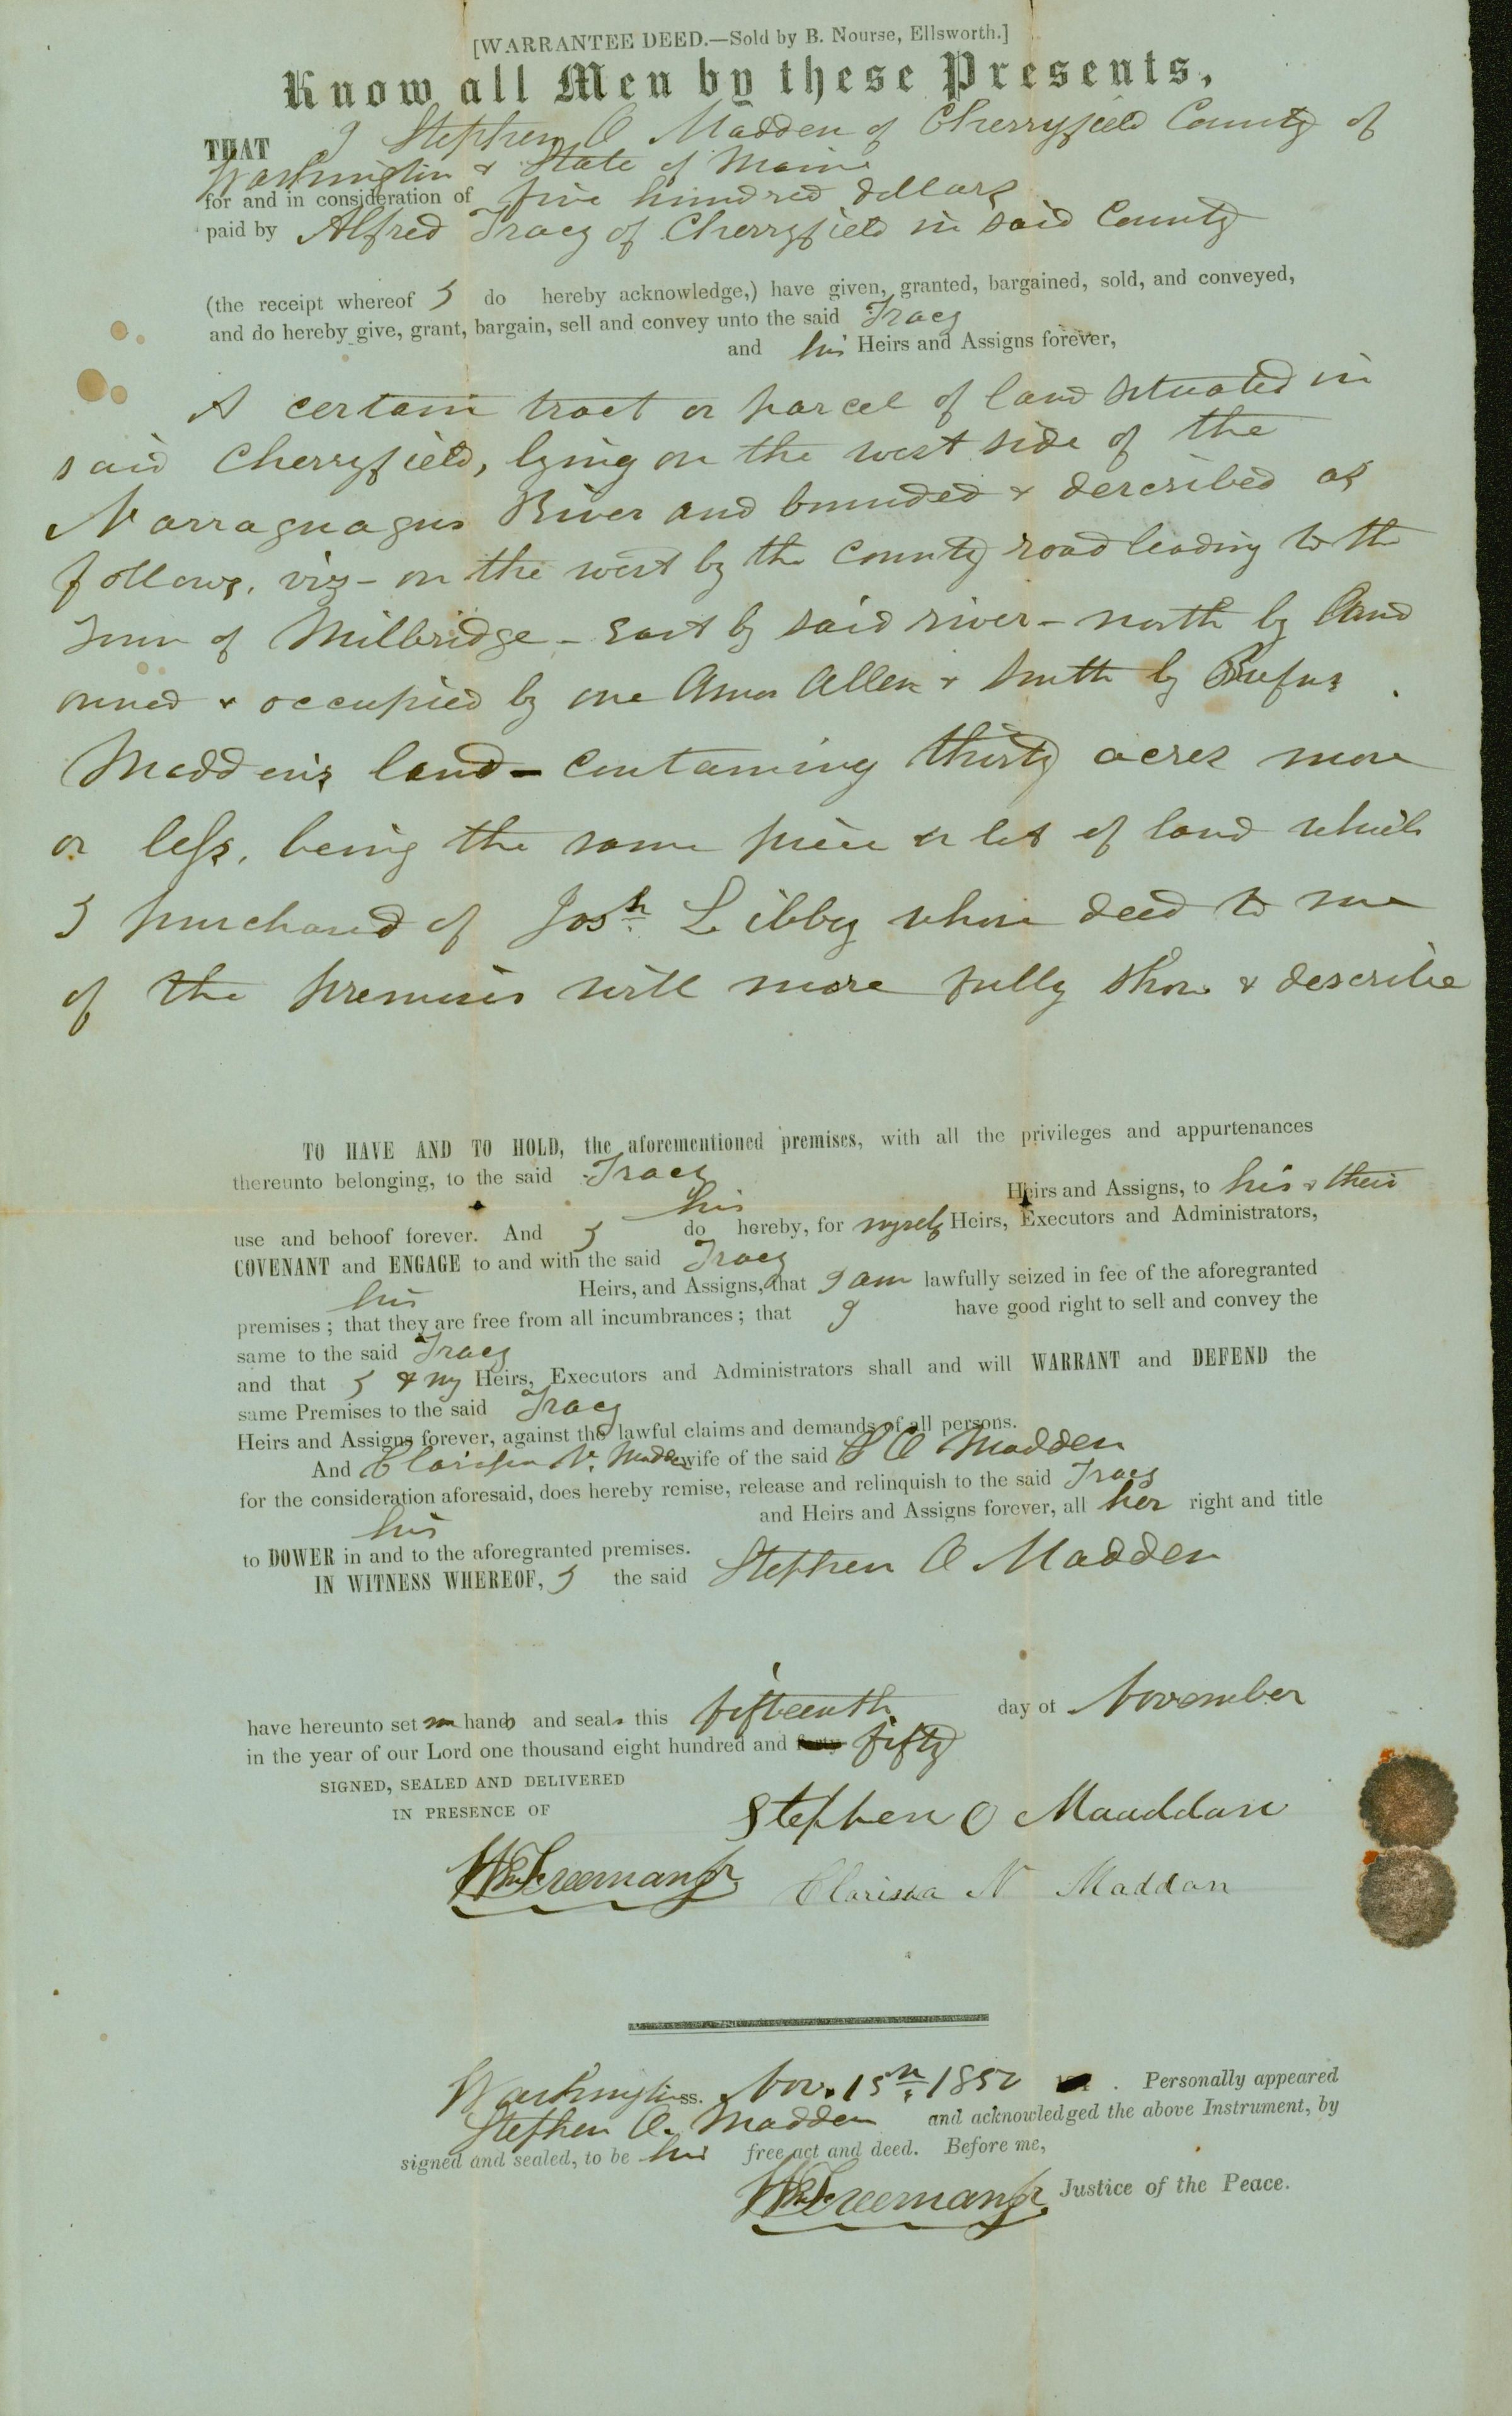 [WARRANTEE DEED.—Sold by B. Nourse, Ellsworth.]
Know all Men by these Presents,
THAT I Stephen O Madden of Cherryfield County of
Washington & State of Maine
for and in consideration of five hundred dollars
paid by Alfred Tracy of Cherryfield in said County
(the receipt whereof I do hereby acknowledge,) have given, granted, bargained, sold, and conveyed,
and do hereby give, grant, bargain, sell and convey unto the said Tracy
and his Heirs and Assigns forever,
A certain tract or parcel of land situated in
said Cherryfield, lying on the west side of the
Narraguagus River and bounded & described as
follows, viz - on the west by the county road leading to the
Town of Milbridge - East by said river - north by land
owned & occupied by one Amos Allen & South by Rufus
Madden's land - containing thirty acres more
or less, being the same piece or lot of land which
I purchased of Josh. Libbey whose deed to me
of the premises will more fully show & describe
TO HAVE AND TO HOLD, the aforementioned premises, with all the privileges and appurtenances
thereunto belonging, to the said Tracy
his Heirs and Assigns, to his & their
use and behoof forever. And I do hereby, for myself Heirs, Executors and Administrators,
COVENANT and ENGAGE to and with the said Tracy
his Heirs, and Assigns, that I am lawfully seized in fee of the aforegranted
premises; that they are free from all incumbrances; that I have good right to sell and convey the
same to the said Tracy
and that I & my Heirs, Executors and Administrators shall and will WARRANT and DEFEND the
same Premises to the said Tracy
Heirs and Assigns forever, against the lawful claims and demands of all persons.
And Clarissa N. Madden wife of the said S O Madden
for the consideration aforesaid, does hereby remise, release and relinquish to the said Tracy
his and Heirs and Assigns forever, all her right and title
to DOWER in and to the aforegranted premises.
IN WITNESS WHEREOF, I the said Stephen O Madden
have hereunto set hands and seals this fifteenth day of November
in the year of our Lord one thousand eight hundred and forty fifty
SIGNED, SEALED AND DELIVERED
IN PRESENCE OF
Stephen O Mauddan
Wm Freeman Jr
Clarissa N Maddan
Washington ss. Nov. 15th 1850 . Personally appeared
Stephen O. Madden and acknowledged the above Instrument, by
signed and sealed, to be his free act and deed. Before me,
Wm Freeman Jr Justice of the Peace.